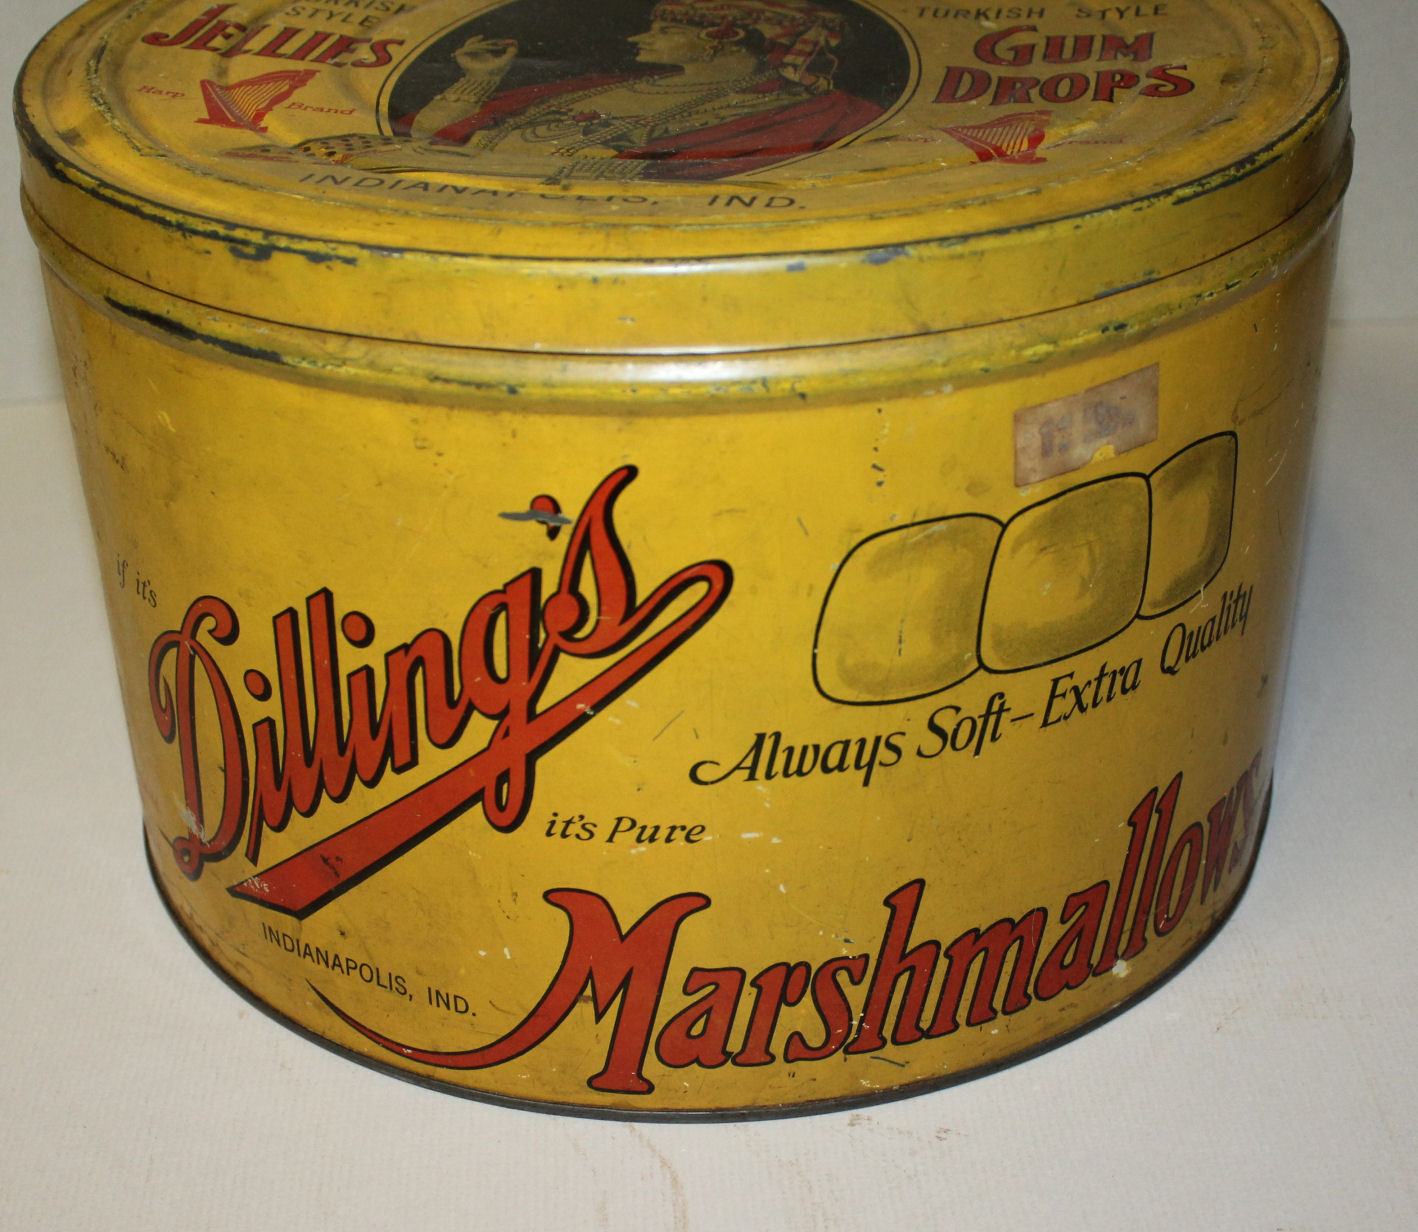 STYLE
JELLIES
Harp Brand
TURKISH STYLE
GUM
DROPS
INDIANAPOLIS, IND.
if it's
Dilling's
it's Pure
INDIANAPOLIS, IND.
Always Soft-Extra Quality
Marshmallows